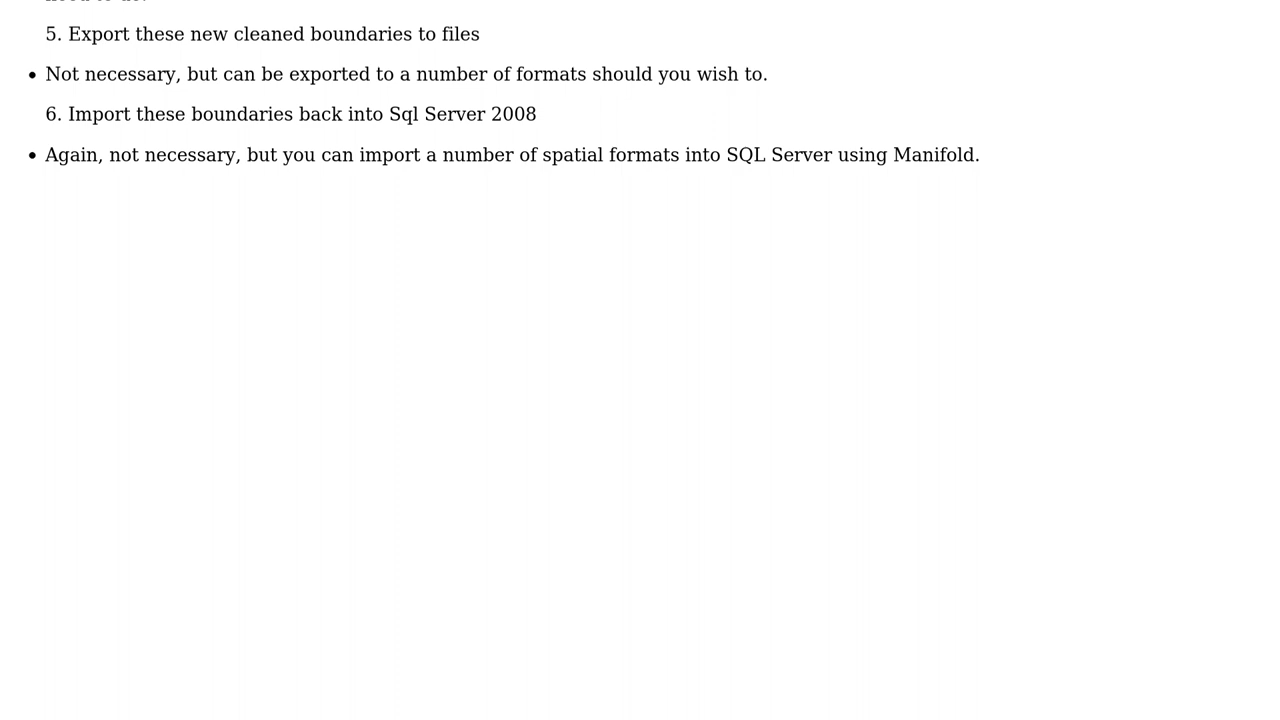 5. Export these new cleaned boundaries to files
• Not necessary, but can be exported to a number of formats should you wish to.
6. Import these boundaries back into Sql Server 2008
• Again, not necessary, but you can import a number of spatial formats into SQL Server using Manifold.